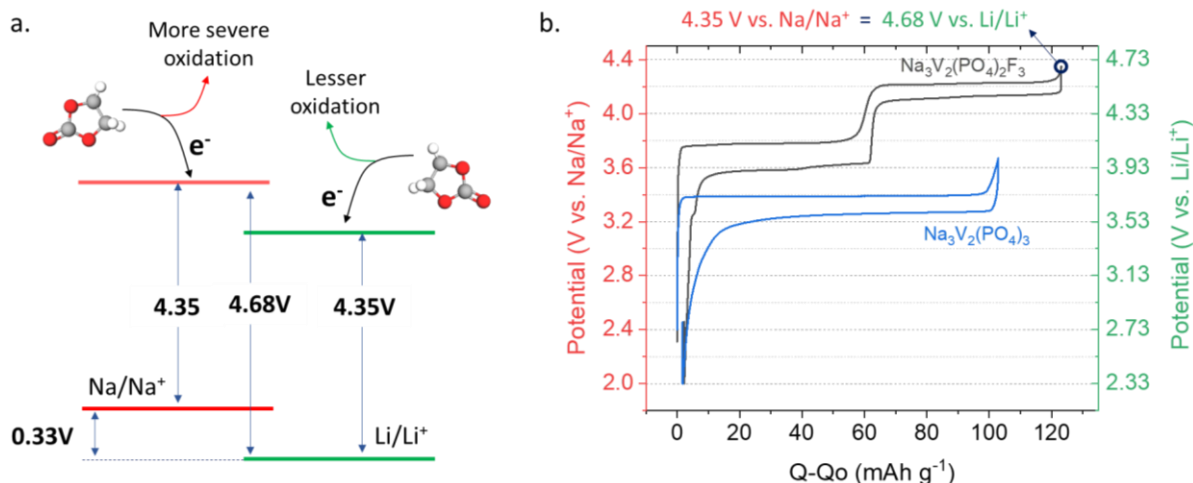 a.
More severe
oxidation
Lesser
oxidation
e-
e-
4.35
4.68V
4.35V
Na/Na+
0.33V
Li/Li+
b.
4.35 V vs. Na/Na+ = 4.68 V vs. Li/Li+
Na3V2(PO4)2F3
Na3V2(PO4)3
Potential (V vs. Na/Na+)
4.4
4.0
3.6
3.2
2.8
2.4
2.0
Potential (V vs. Li/Li+)
4.73
4.33
3.93
3.53
3.13
2.73
2.33
0 20 40 60 80 100 120
Q-Qo (mAh g-1)